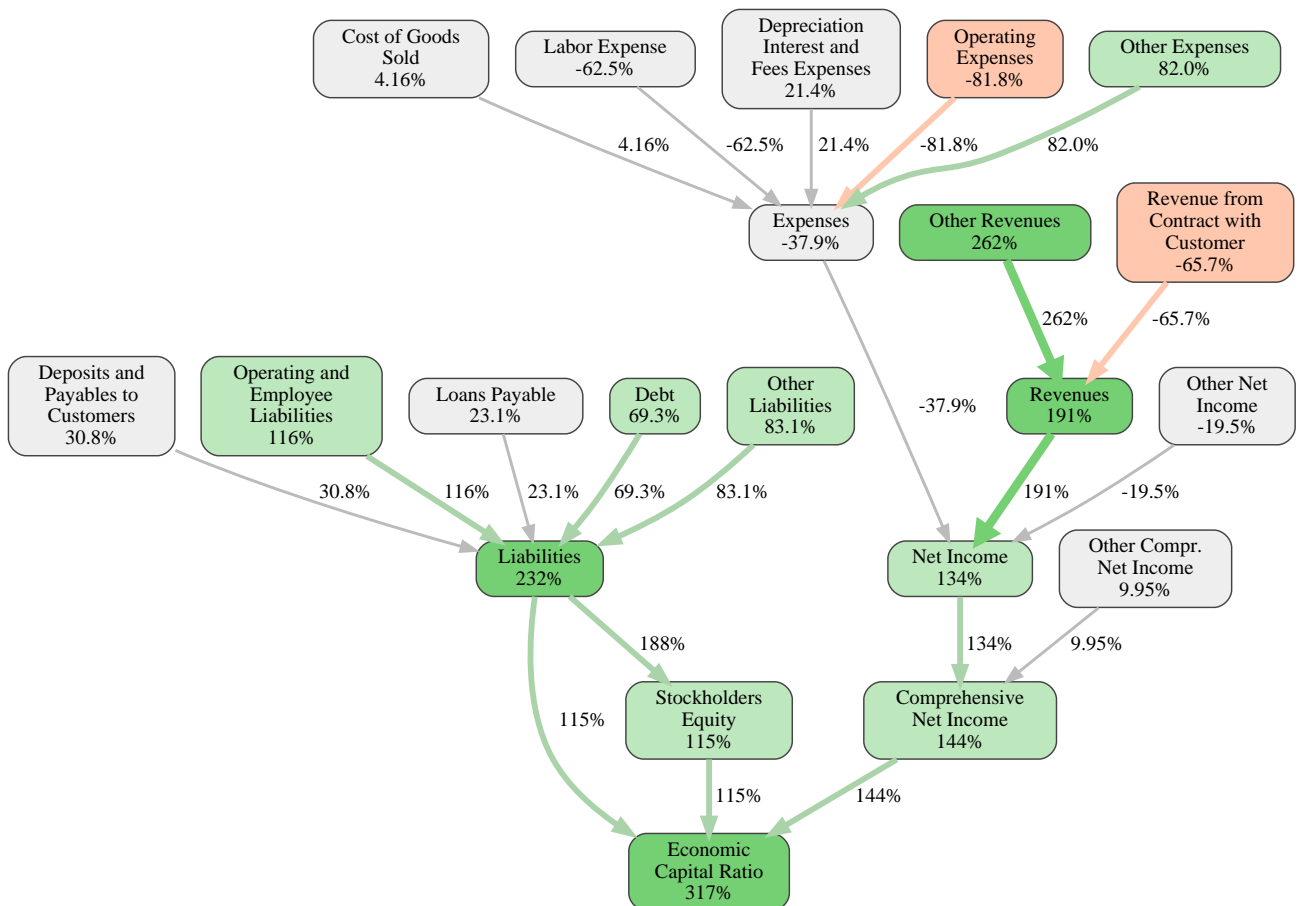 Cost of Goods
Sold
4.16%
Labor Expense
-62.5%
Depreciation
Interest and
Fees Expenses
21.4%
Operating
Expenses
-81.8%
Other Expenses
82.0%
4.16%
-62.5%
21.4%
-81.8%
82.0%
Expenses
-37.9%
Other Revenues
262%
Revenue from
Contract with
Customer
-65.7%
262%
-65.7%
Deposits and
Payables to
Customers
30.8%
Operating and
Employee
Liabilities
116%
Loans Payable
23.1%
Debt
69.3%
Other
Liabilities
83.1%
-37.9%
Revenues
191%
Other Net
Income
-19.5%
30.8%
116%
23.1%
69.3%
83.1%
191%
-19.5%
Liabilities
232%
Net Income
134%
Other Compr.
Net Income
9.95%
188%
134%
9.95%
115%
Stockholders
Equity
115%
Comprehensive
Net Income
144%
115%
144%
Economic
Capital Ratio
317%